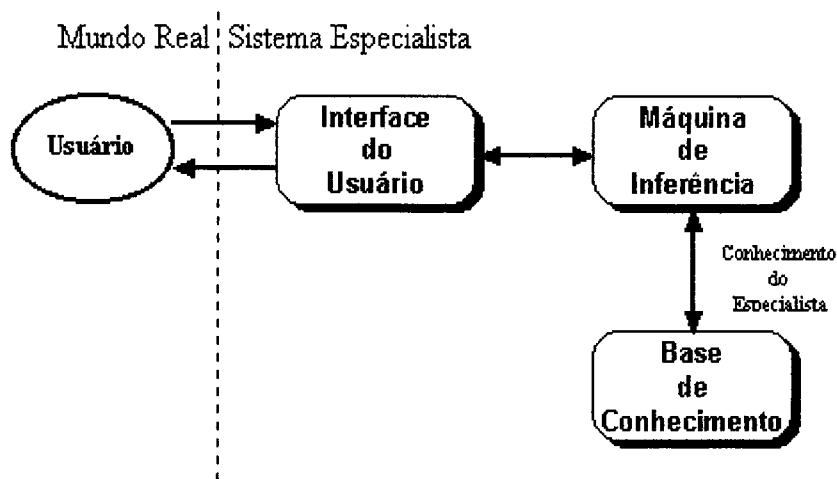 Mundo Real
Sistema Especialista
Usuário
Interface
do
Usuário
Máquina
de
Inferência
Conhecimento
do
Especialista
Base
de
Conhecimento